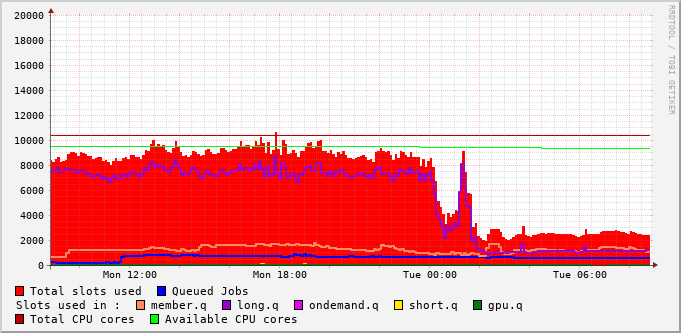 20000
18000
16000
14000
12000
10000
8000
6000
4000
2000
0
Mon 12:00 Mon 18:00 Tue 00:00 Tue 06:00
RRDTOOL / TOBI OETIKER
Total slots used Queued Jobs
Slots used in : member.q long.q ondemand.q short.q gpu.q
Total CPU cores Available CPU cores